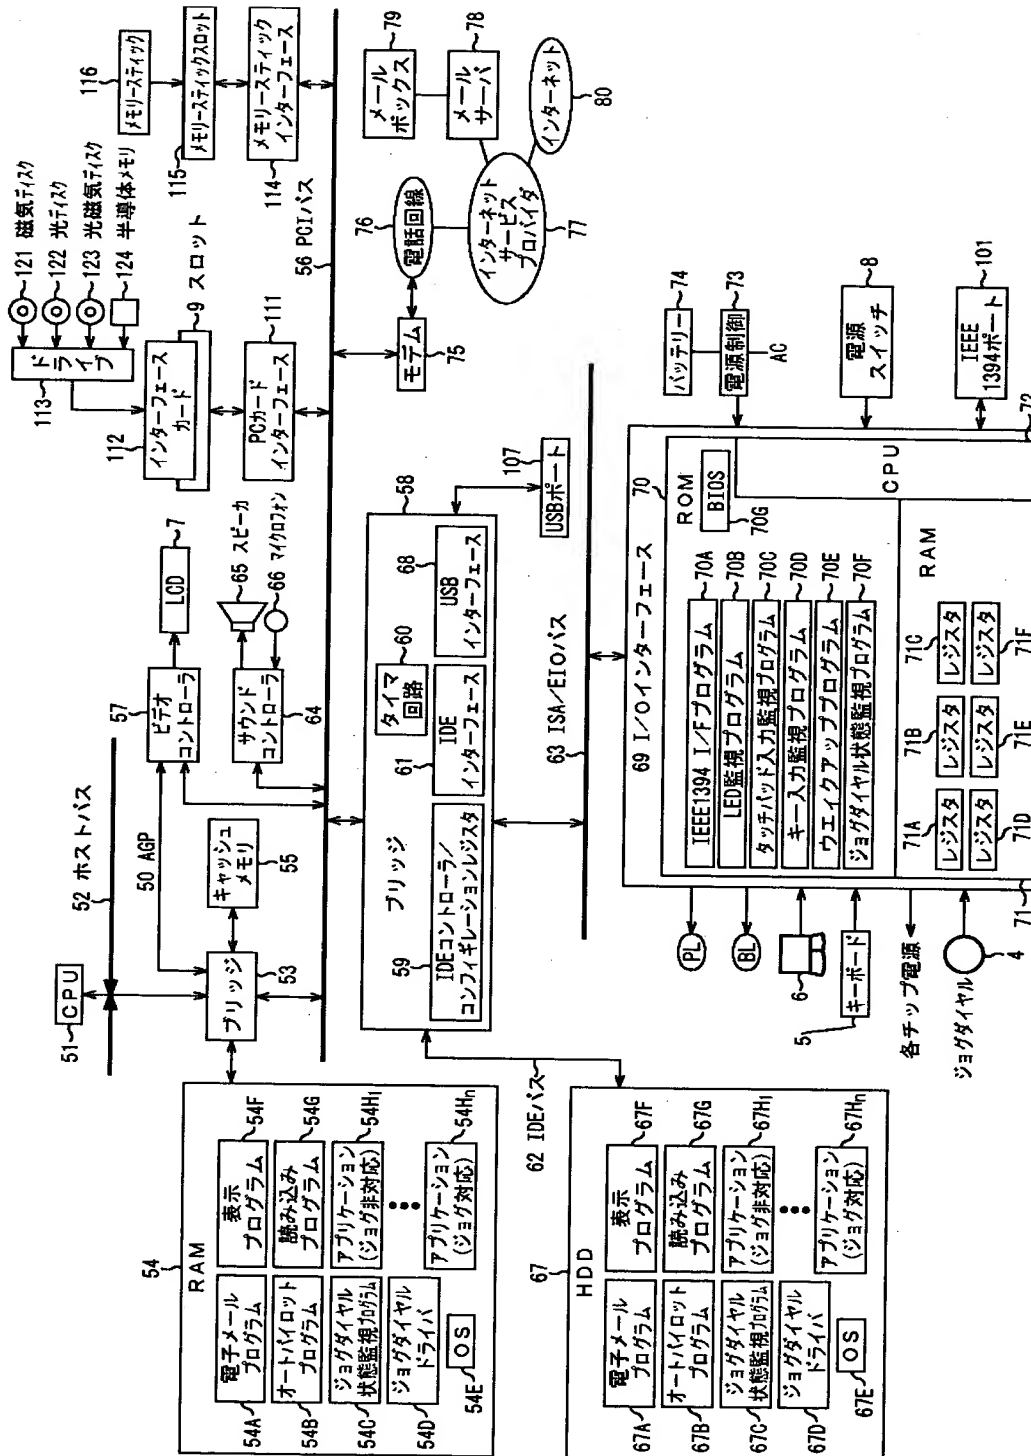 51 CPU
52 ホストバス
50 AGP
ブリッジ
53
キャッシュ
メモリ
55
57
ビデオ
コントローラ
LCD
7
サウンド
コントローラ
64
65 スピーカ
66 マイクロフォン
121 磁気ディスク
122 光ディスク
123 光磁気ディスク
124 半導体メモリ
ドライブ
113
インターフェース
カード
112
9 スロット
PCカード
インターフェース
111
メモリースティック
116
メモリースティックスロット
115
メモリースティック
インターフェース
114
56 PCIバス
54
RAM
電子メール
プログラム
54A
オートパイロット
プログラム
54B
ジョグダイヤル
状態監視プログラム
54C
ジョグダイヤル
ドライバ
54D
OS
54E
表示
プログラム
54F
読み込み
プログラム
54G
アプリケーション
(ジョグ非対応)
54H1
アプリケーション
(ジョグ対応)
54Hn
ブリッジ
58
IDEコントローラ/
コンフィギレーションレジスタ
59
タイマ
回路
60
IDE
インターフェース
61
USB
インターフェース
68
USBポート
107
モデム
75
電話回線
76
インターネット
サービス
プロバイダ
77
メール
サーバ
78
メール
ボックス
79
インターネット
80
62 IDEバス
63 ISA/EIOバス
67
HDD
電子メール
プログラム
67A
オートパイロット
プログラム
67B
ジョグダイヤル
状態監視プログラム
67C
ジョグダイヤル
ドライバ
67D
OS
67E
表示
プログラム
67F
読み込み
プログラム
67G
アプリケーション
(ジョグ非対応)
67H1
アプリケーション
(ジョグ対応)
67Hn
69 I/Oインターフェース
70
ROM
IEEE1394 I/Fプログラム
70A
LED監視プログラム
70B
タッチパッド入力監視プログラム
70C
キー入力監視プログラム
70D
ウエイクアッププログラム
70E
ジョグダイヤル状態監視プログラム
70F
BIOS
70G
CPU
72
RAM
71
レジスタ
71A
レジスタ
71B
レジスタ
71C
レジスタ
71D
レジスタ
71E
レジスタ
71F
PL
BL
6
キーボード
5
各チップ電源
ジョグダイヤル
4
バッテリー
74
電源制御
73
AC
電源
スイッチ
8
IEEE
1394ポート
101